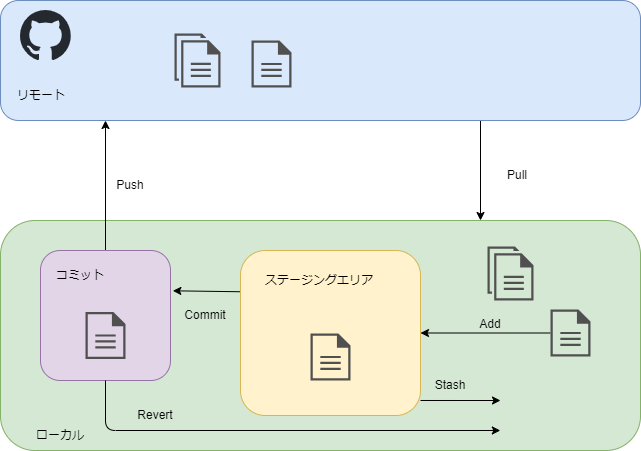 リモート
Push
Pull
コミット
ステージングエリア
Commit
Add
Stash
Revert
ローカル